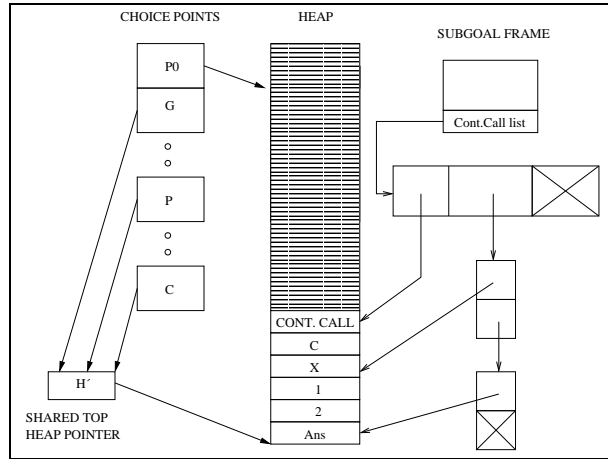 CHOICE POINTS
HEAP
SUBGOAL FRAME
P0
G
Cont.Call list
P
C
CONT. CALL
C
X
1
2
Ans
H´
SHARED TOP
HEAP POINTER